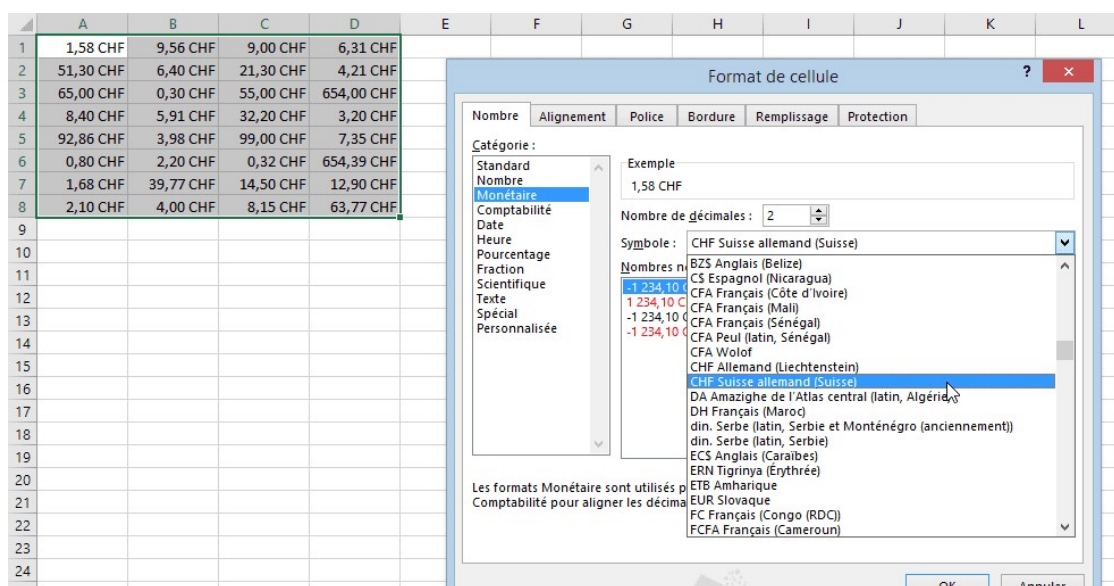 A B C D E F G H I J K L
1 1,58 CHF 9,56 CHF 9,00 CHF 6,31 CHF
2 51,30 CHF 6,40 CHF 21,30 CHF 4,21 CHF
3 65,00 CHF 0,30 CHF 55,00 CHF 654,00 CHF
4 8,40 CHF 5,91 CHF 32,20 CHF 3,20 CHF
5 92,86 CHF 3,98 CHF 99,00 CHF 7,35 CHF
6 0,80 CHF 2,20 CHF 0,32 CHF 654,39 CHF
7 1,68 CHF 39,77 CHF 14,50 CHF 12,90 CHF
8 2,10 CHF 4,00 CHF 8,15 CHF 63,77 CHF
9
10
11
12
13
14
15
16
17
18
19
20
21
22
23
24
Format de cellule ? ×
Nombre Alignement Police Bordure Remplissage Protection
Catégorie :
Standard
Nombre
Monétaire
Comptabilité
Date
Heure
Pourcentage
Fraction
Scientifique
Texte
Spécial
Personnalisée
Exemple
1,58 CHF
Nombre de décimales : 2
Symbole : CHF Suisse allemand (Suisse)
Nombres n
-1 234,10
1 234,10 C
-1 234,10
-1 234,10
BZ$ Anglais (Belize)
C$ Espagnol (Nicaragua)
CFA Français (Côte d'Ivoire)
CFA Français (Mali)
CFA Français (Sénégal)
CFA Peul (latin, Sénégal)
CFA Wolof
CHF Allemand (Liechtenstein)
CHF Suisse allemand (Suisse)
DA Amazighe de l'Atlas central (latin, Algérie)
DH Français (Maroc)
din. Serbe (latin, Serbie et Monténégro (anciennement))
din. Serbe (latin, Serbie)
EC$ Anglais (Caraïbes)
ERN Tigrinya (Érythrée)
ETB Amharique
EUR Slovaque
FC Français (Congo (RDC))
FCFA Français (Cameroun)
Les formats Monétaire sont utilisés p
Comptabilité pour aligner les décima
OK Annuler